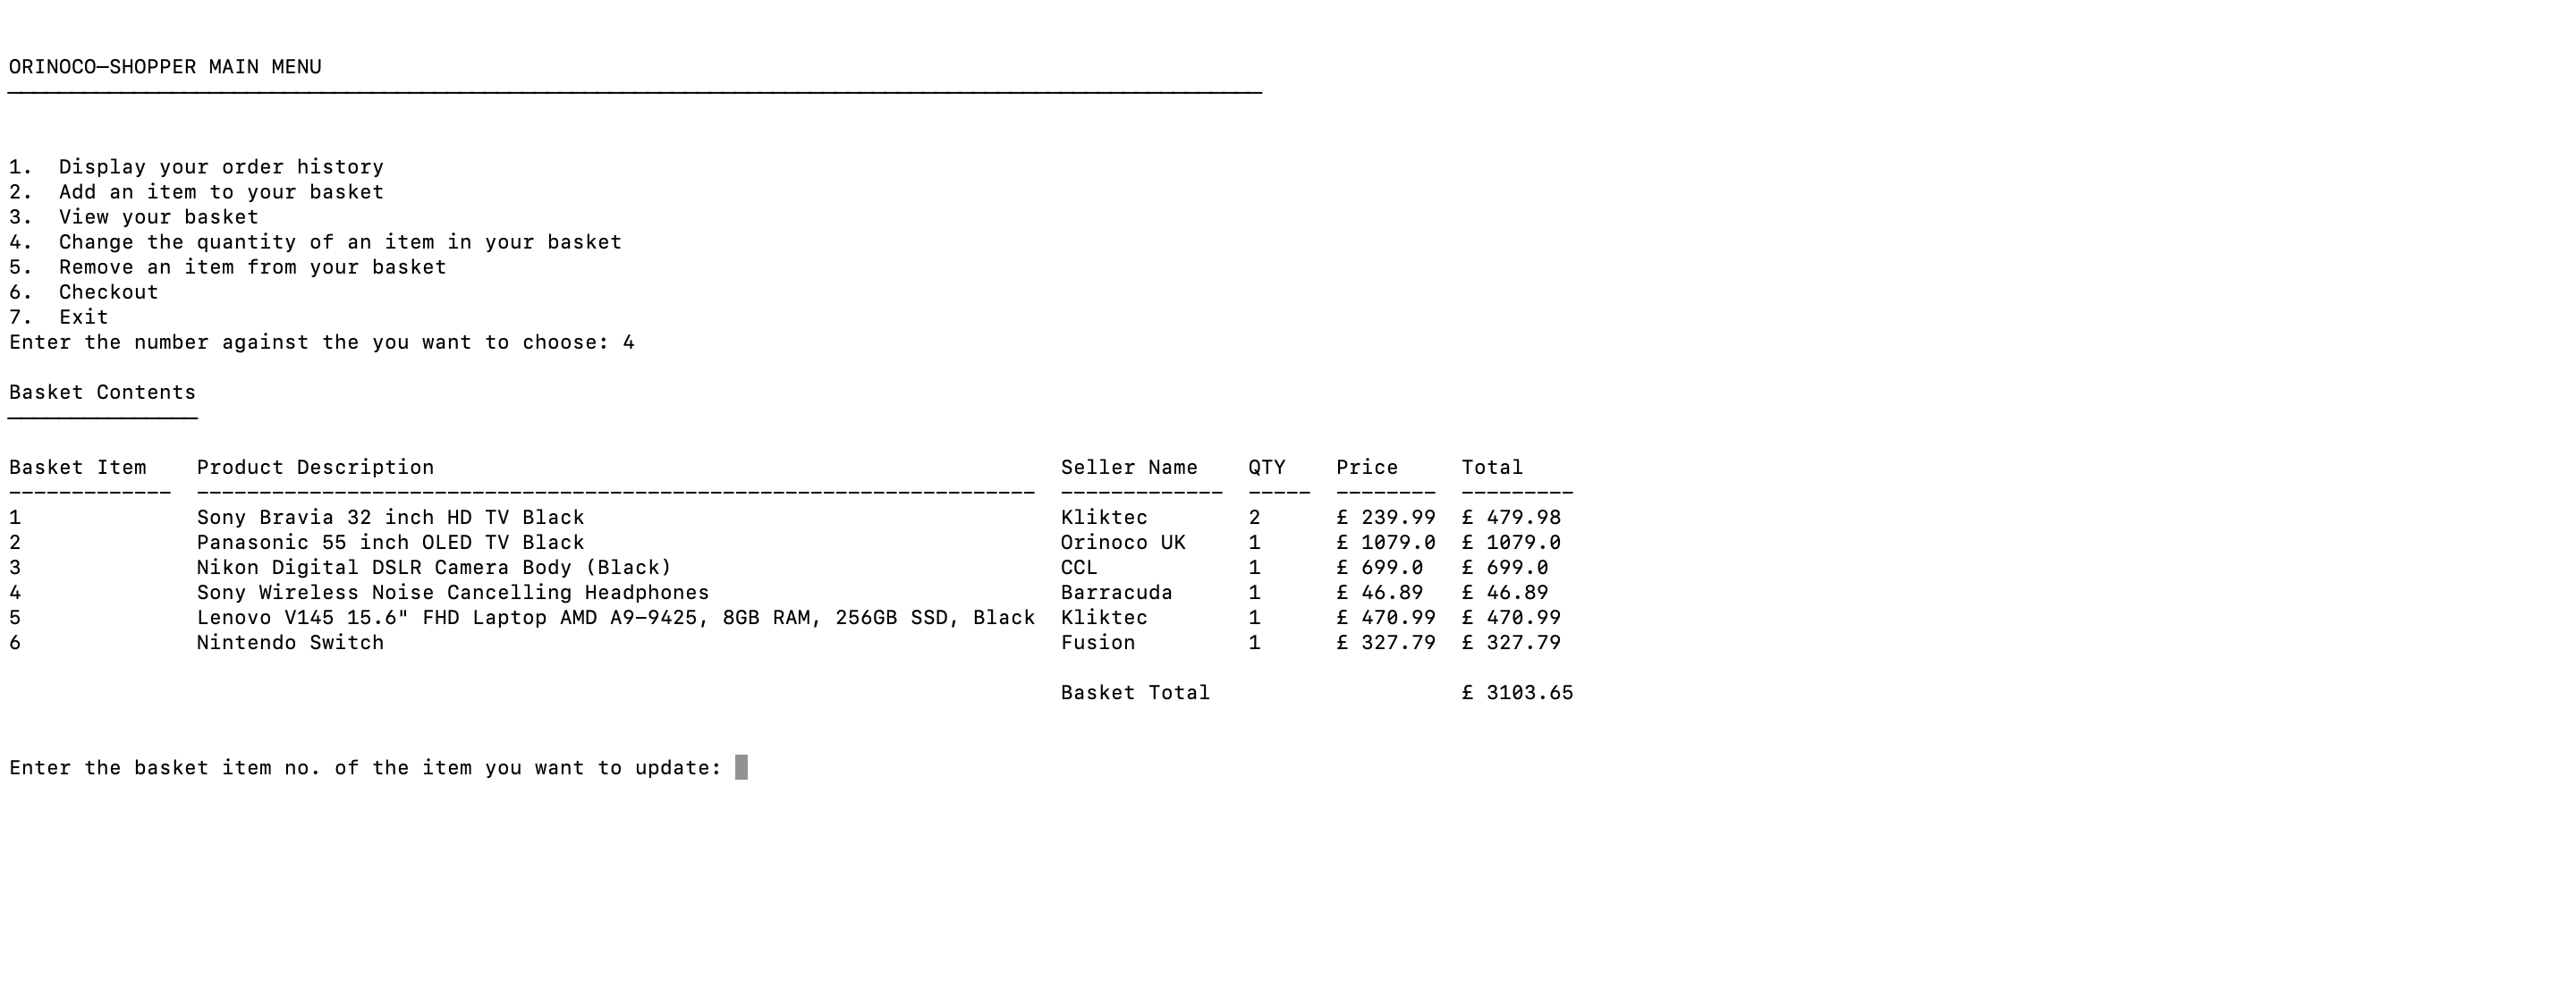 ORINOCO—SHOPPER MAIN MENU
1. Display your order history
2. Add an item to your basket
3. View your basket
4. Change the quantity of an item in your basket
5. Remove an item from your basket
6. Checkout
7. Exit
Enter the number against the you want to choose: 4
Basket Contents
Basket Item Product Description Seller Name QTY Price Total
------------- ------------------------------------------------------------------- ------------- ----- -------- ---------
1 Sony Bravia 32 inch HD TV Black Kliktec 2 £ 239.99 £ 479.98
2 Panasonic 55 inch OLED TV Black Orinoco UK 1 £ 1079.0 £ 1079.0
3 Nikon Digital DSLR Camera Body (Black) CCL 1 £ 699.0 £ 699.0
4 Sony Wireless Noise Cancelling Headphones Barracuda 1 £ 46.89 £ 46.89
5 Lenovo V145 15.6" FHD Laptop AMD A9-9425, 8GB RAM, 256GB SSD, Black Kliktec 1 £ 470.99 £ 470.99
6 Nintendo Switch Fusion 1 £ 327.79 £ 327.79
Basket Total £ 3103.65
Enter the basket item no. of the item you want to update: